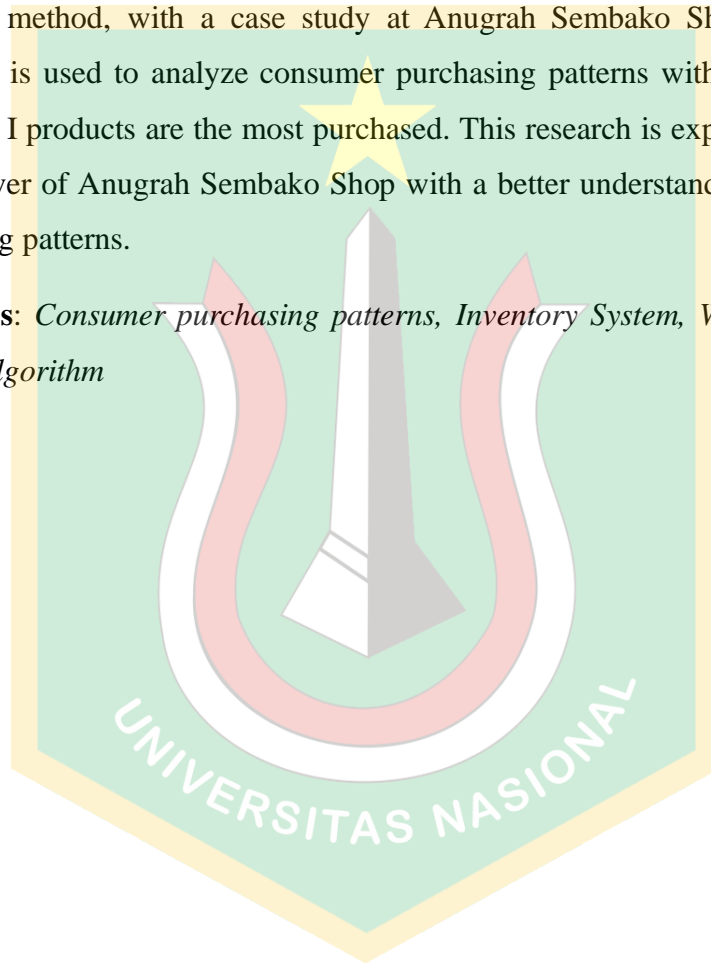 method, with a case study at Anugrah Sembako Sh
is used to analyze consumer purchasing patterns with
I products are the most purchased. This research is exp
er of Anugrah Sembako Shop with a better understand
g patterns.
s: Consumer purchasing patterns, Inventory System,
lgorithm
UNIVERSITAS NASIONAL